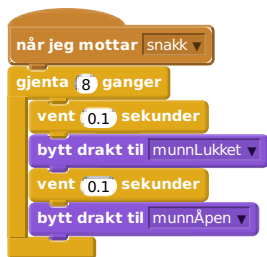 når jeg mottar snakk
gjenta 8 ganger
vent 0.1 sekunder
bytt drakt til munnLukket
vent 0.1 sekunder
bytt drakt til munnÅpen